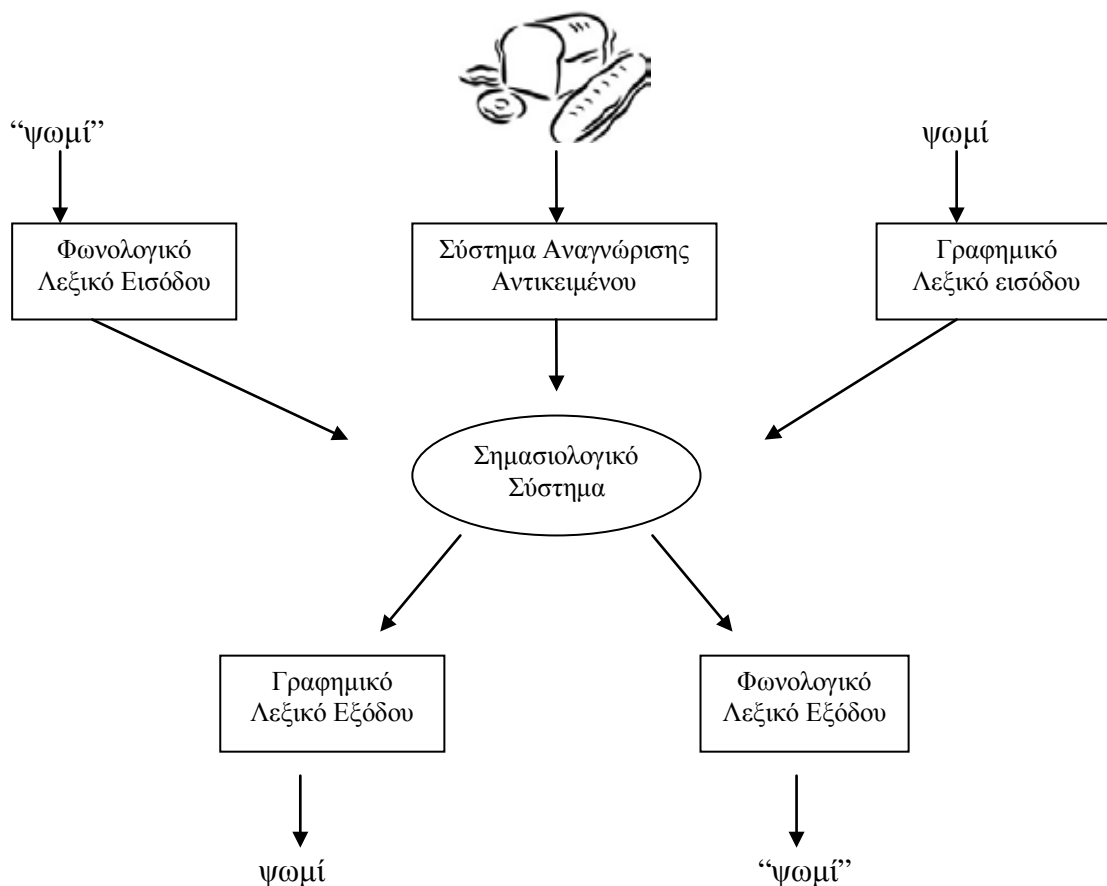 “ψωμί”
ψωμί
Φωνολογικό
Λεξικό Εισόδου
Σύστημα Αναγνώρισης
Αντικειμένου
Γραφημικό
Λεξικό εισόδου
Σημασιολογικό
Σύστημα
Γραφημικό
Λεξικό Εξόδου
Φωνολογικό
Λεξικό Εξόδου
ψωμί
“ψωμί”